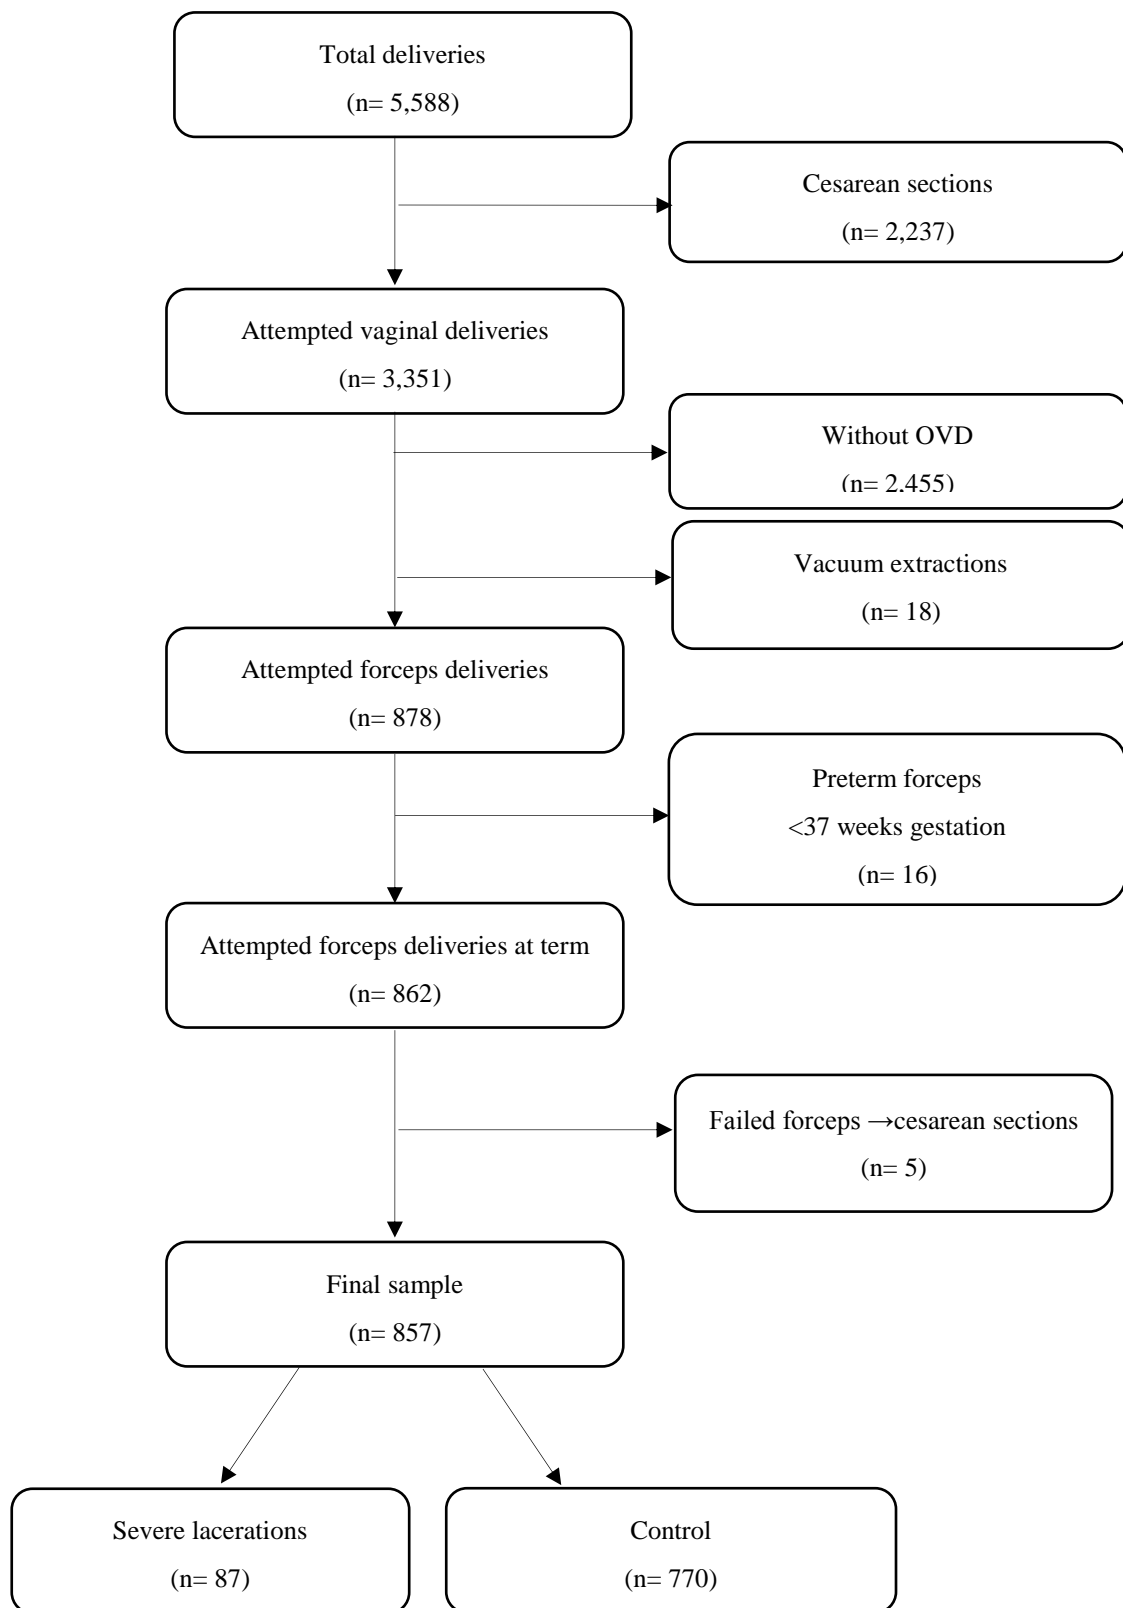 Total deliveries
(n= 5,588)
Cesarean sections
(n= 2,237)
Attempted vaginal deliveries
(n= 3,351)
Without OVD
(n= 2,455)
Vacuum extractions
(n= 18)
Attempted forceps deliveries
(n= 878)
Preterm forceps
<37 weeks gestation
(n= 16)
Attempted forceps deliveries at term
(n= 862)
Failed forceps →cesarean sections
(n= 5)
Final sample
(n= 857)
Severe lacerations
(n= 87)
Control
(n= 770)